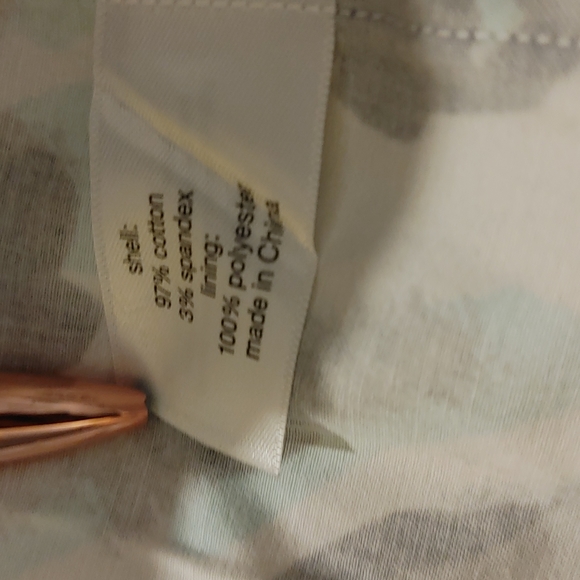 shell:
97% cotton
3% spandex
lining:
100% polyester
made in China